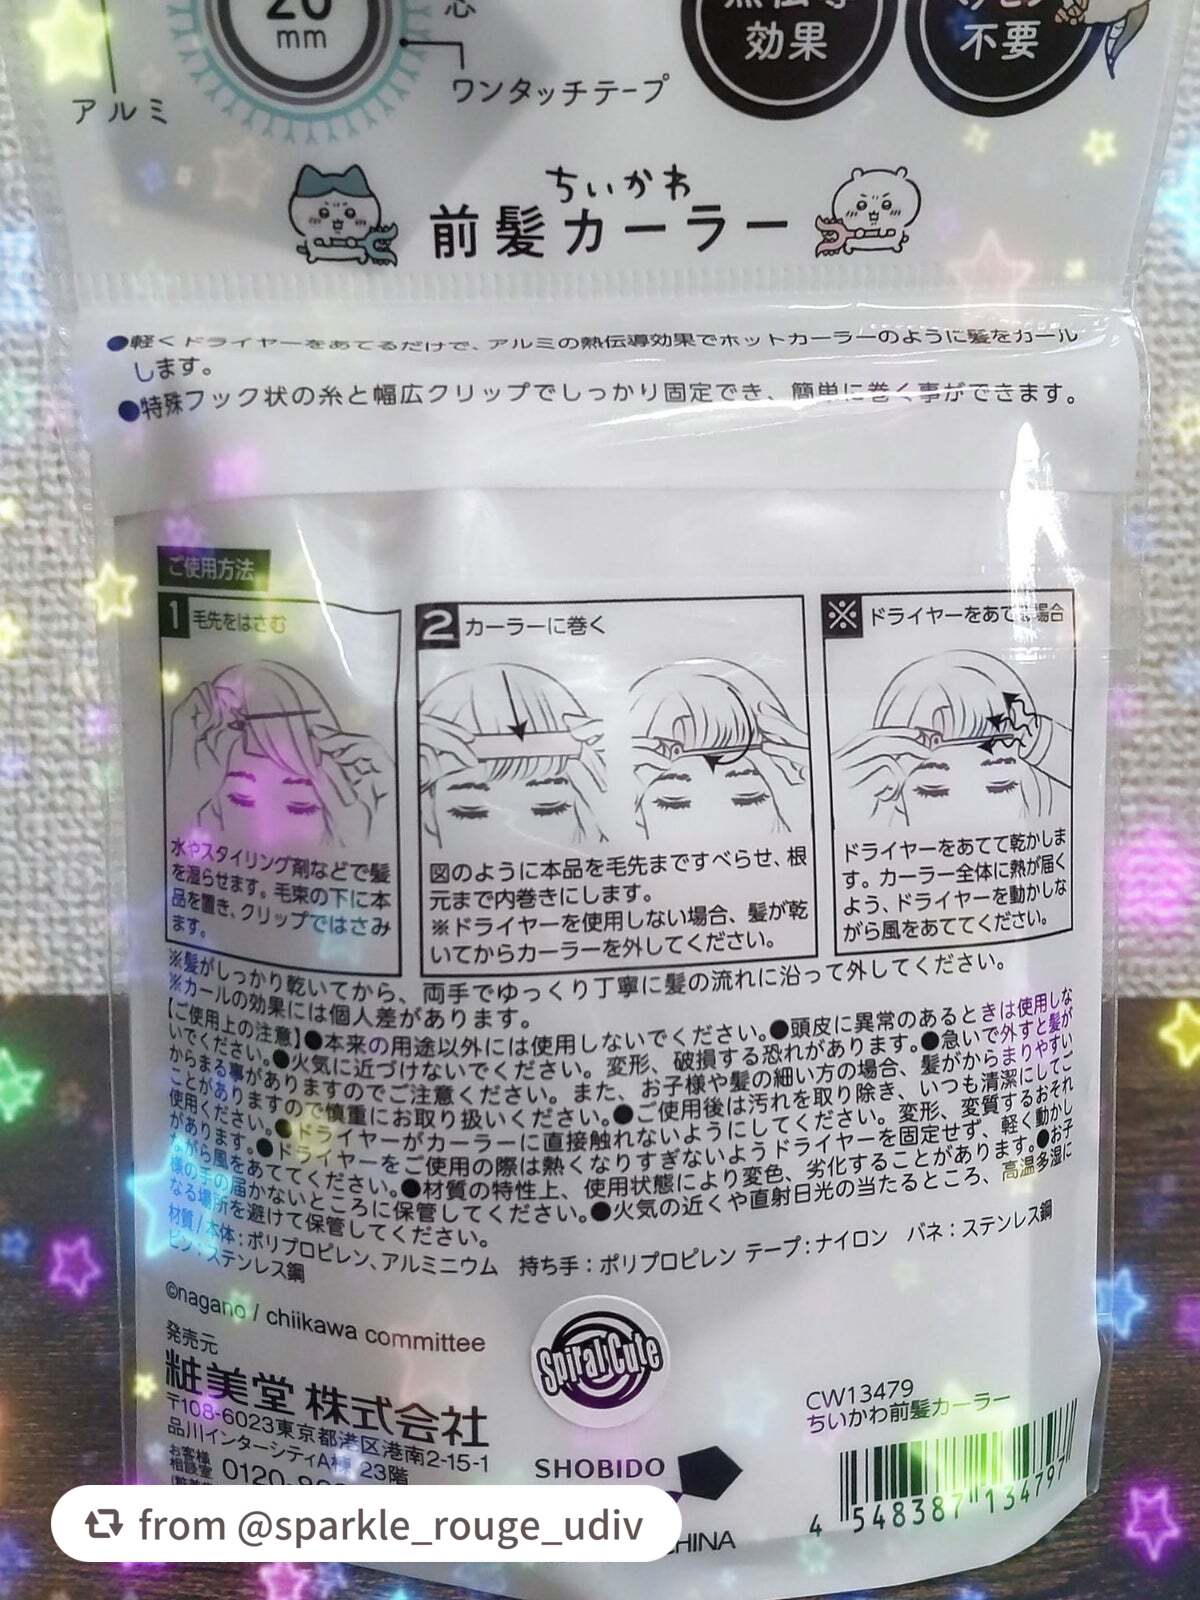 20
mm
芯
アルミ
ワンタッチテープ
効果
不要
ちいかわ
前髪カーラー
●軽くドライヤーをあてるだけで、アルミの熱伝導効果でホットカーラーのように髪をカール
します。
●特殊フック状の糸と幅広クリップでしっかり固定でき、簡単に巻く事ができます。
ご使用方法
1 毛先をはさむ
水やスタイリング剤などで髪
を湿らせます。毛束の下に本
品を置き、クリップではさみ
ます。
2 カーラーに巻く
図のように本品を毛先まですべらせ、根
元まで内巻きにします。
※ドライヤーを使用しない場合、髪が乾
いてからカーラーを外してください。
※ ドライヤーをあてる場合
ドライヤーをあてて乾かしま
す。カーラー全体に熱が届く
よう、ドライヤーを動かしな
がら風をあててください。
※髪がしっかり乾いてから、両手でゆっくり丁寧に髪の流れに沿って外してください。
※カールの効果には個人差があります。
【ご使用上の注意】●本来の用途以外には使用しないでください。●頭皮に異常のあるときは使用しな
いでください。●火気に近づけないでください。変形、破損する恐れがあります。●急いで外すと髪が
からまる事がありますのでご注意ください。また、お子様や髪の細い方の場合、髪がからまりやすい
ことがありますので慎重にお取り扱いください。●ご使用後は汚れを取り除き、いつも清潔にしてご
使用ください。●ドライヤーがカーラーに直接触れないようにしてください。変形、変質するおそれ
があります。●ドライヤーをご使用の際は熱くなりすぎないようドライヤーを固定せず、軽く動かし
ながら風をあててください。●材質の特性上、使用状態により変色、劣化することがあります。●お子
様の手の届かないところに保管してください。●火気の近くや直射日光の当たるところ、高温多湿に
なる場所を避けて保管してください。
材質/本体:ポリプロピレン、アルミニウム 持ち手:ポリプロピレン テープ:ナイロン バネ:ステンレス鋼
ピン:ステンレス鋼
©nagano / chiikawa committee
発売元
粧美堂 株式会社
〒108-6023東京都港区港南2-15-1
品川インターシティA棟 23階
お客様
相談室 0120-
SpiralCute
SHOBIDO
CHINA
CW13479
ちいかわ前髪カーラー
4 548387 134797
from @sparkle_rouge_udiv